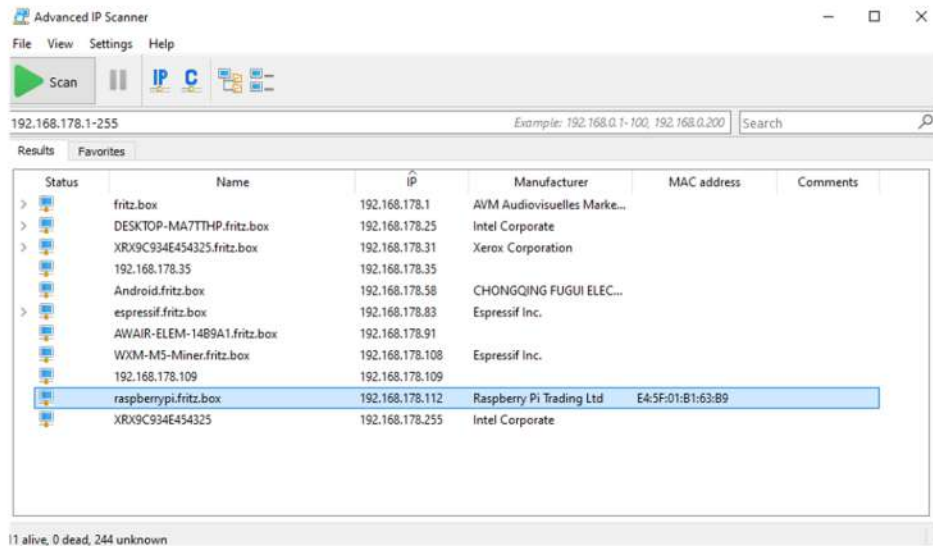 Advanced IP Scanner
File View Settings Help
Scan IP C
192.168.178.1-255 Example: 192.168.0.1-100, 192.168.0.200 Search
Results Favorites
Status Name IP Manufacturer MAC address Comments
fritz.box 192.168.178.1 AVM Audiovisuelles Marke...
DESKTOP-MA7TTHP.fritz.box 192.168.178.25 Intel Corporate
XRX9C934E454325.fritz.box 192.168.178.31 Xerox Corporation
192.168.178.35 192.168.178.35
Android.fritz.box 192.168.178.58 CHONGQING FUGUI ELEC...
espressif.fritz.box 192.168.178.83 Espressif Inc.
AWAIR-ELEM-14B9A1.fritz.box 192.168.178.91
WXM-M5-Miner.fritz.box 192.168.178.108 Espressif Inc.
192.168.178.109 192.168.178.109
raspberrypi.fritz.box 192.168.178.112 Raspberry Pi Trading Ltd E4:5F:01:B1:63:B9
XRX9C934E454325 192.168.178.255 Intel Corporate
11 alive, 0 dead, 244 unknown